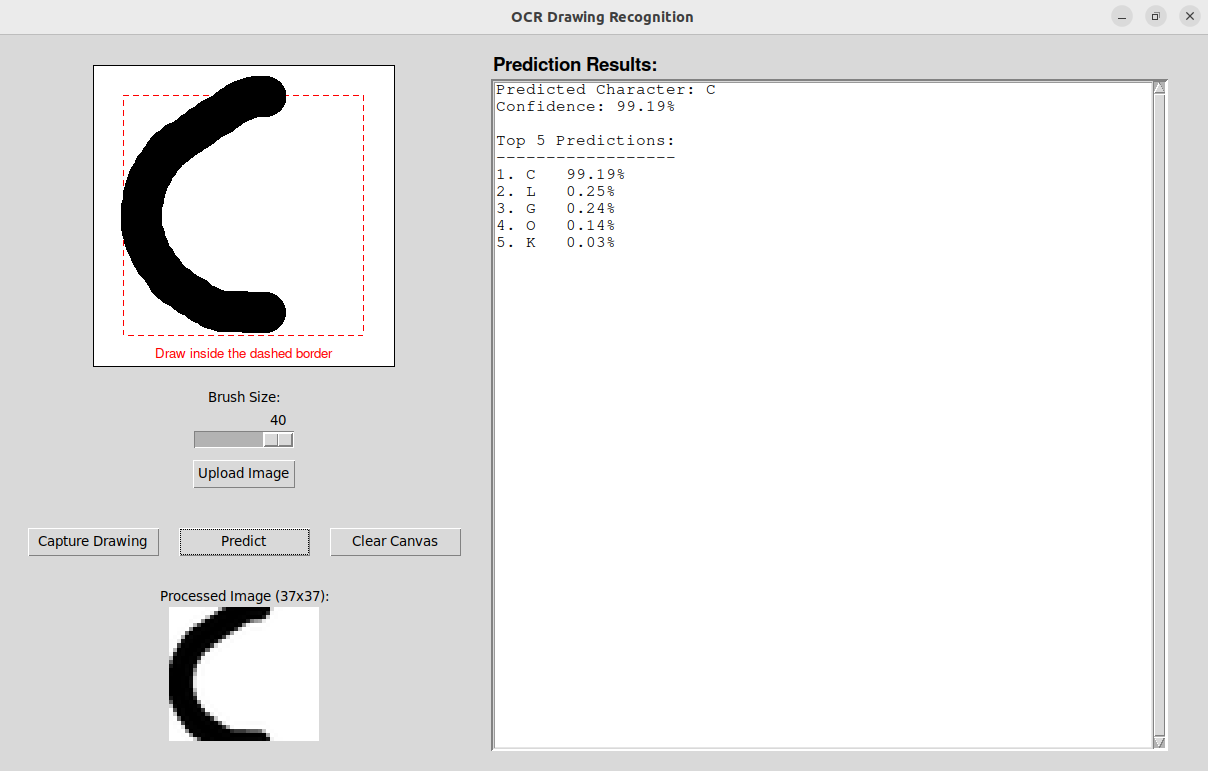 OCR Drawing Recognition
C
Draw inside the dashed border
Brush Size:
40
Upload Image
Capture Drawing
Predict
Clear Canvas
Processed Image (37x37):
C
Prediction Results:
Predicted Character: C
Confidence: 99.19%
Top 5 Predictions:
------------------
1. C   99.19%
2. L   0.25%
3. G   0.24%
4. O   0.14%
5. K   0.03%